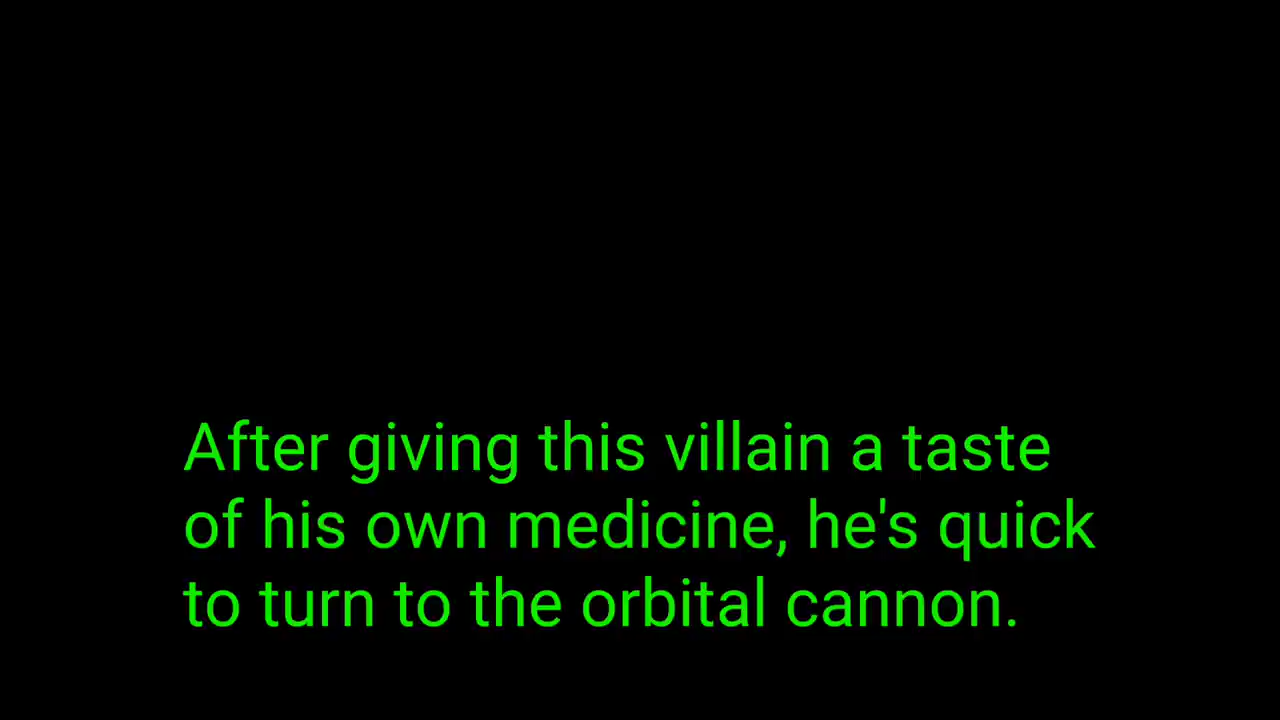 After giving this villain a taste
of his own medicine, he's quick
to turn to the orbital cannon.